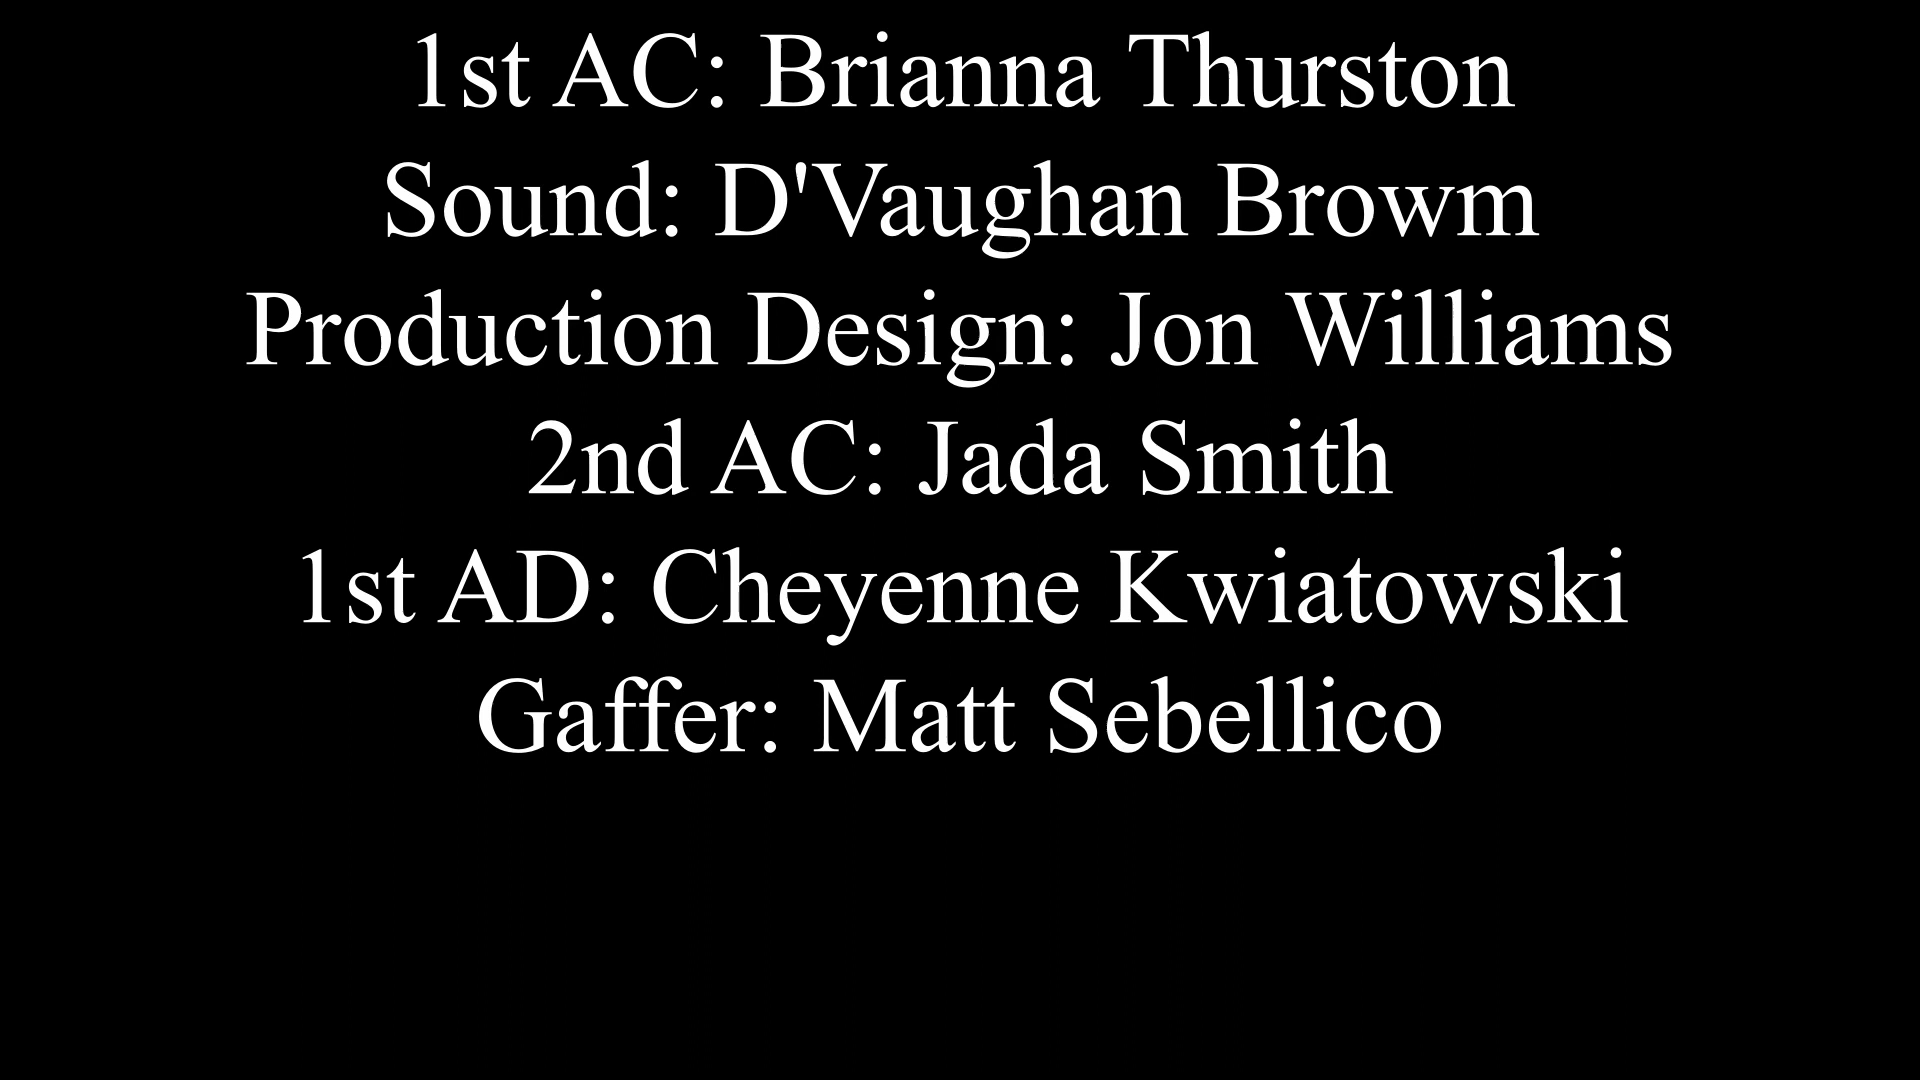 1st AC: Brianna Thurston
Sound: D'Vaughan Browm
Production Design: Jon Williams
2nd AC: Jada Smith
1st AD: Cheyenne Kwiatowski
Gaffer: Matt Sebellico